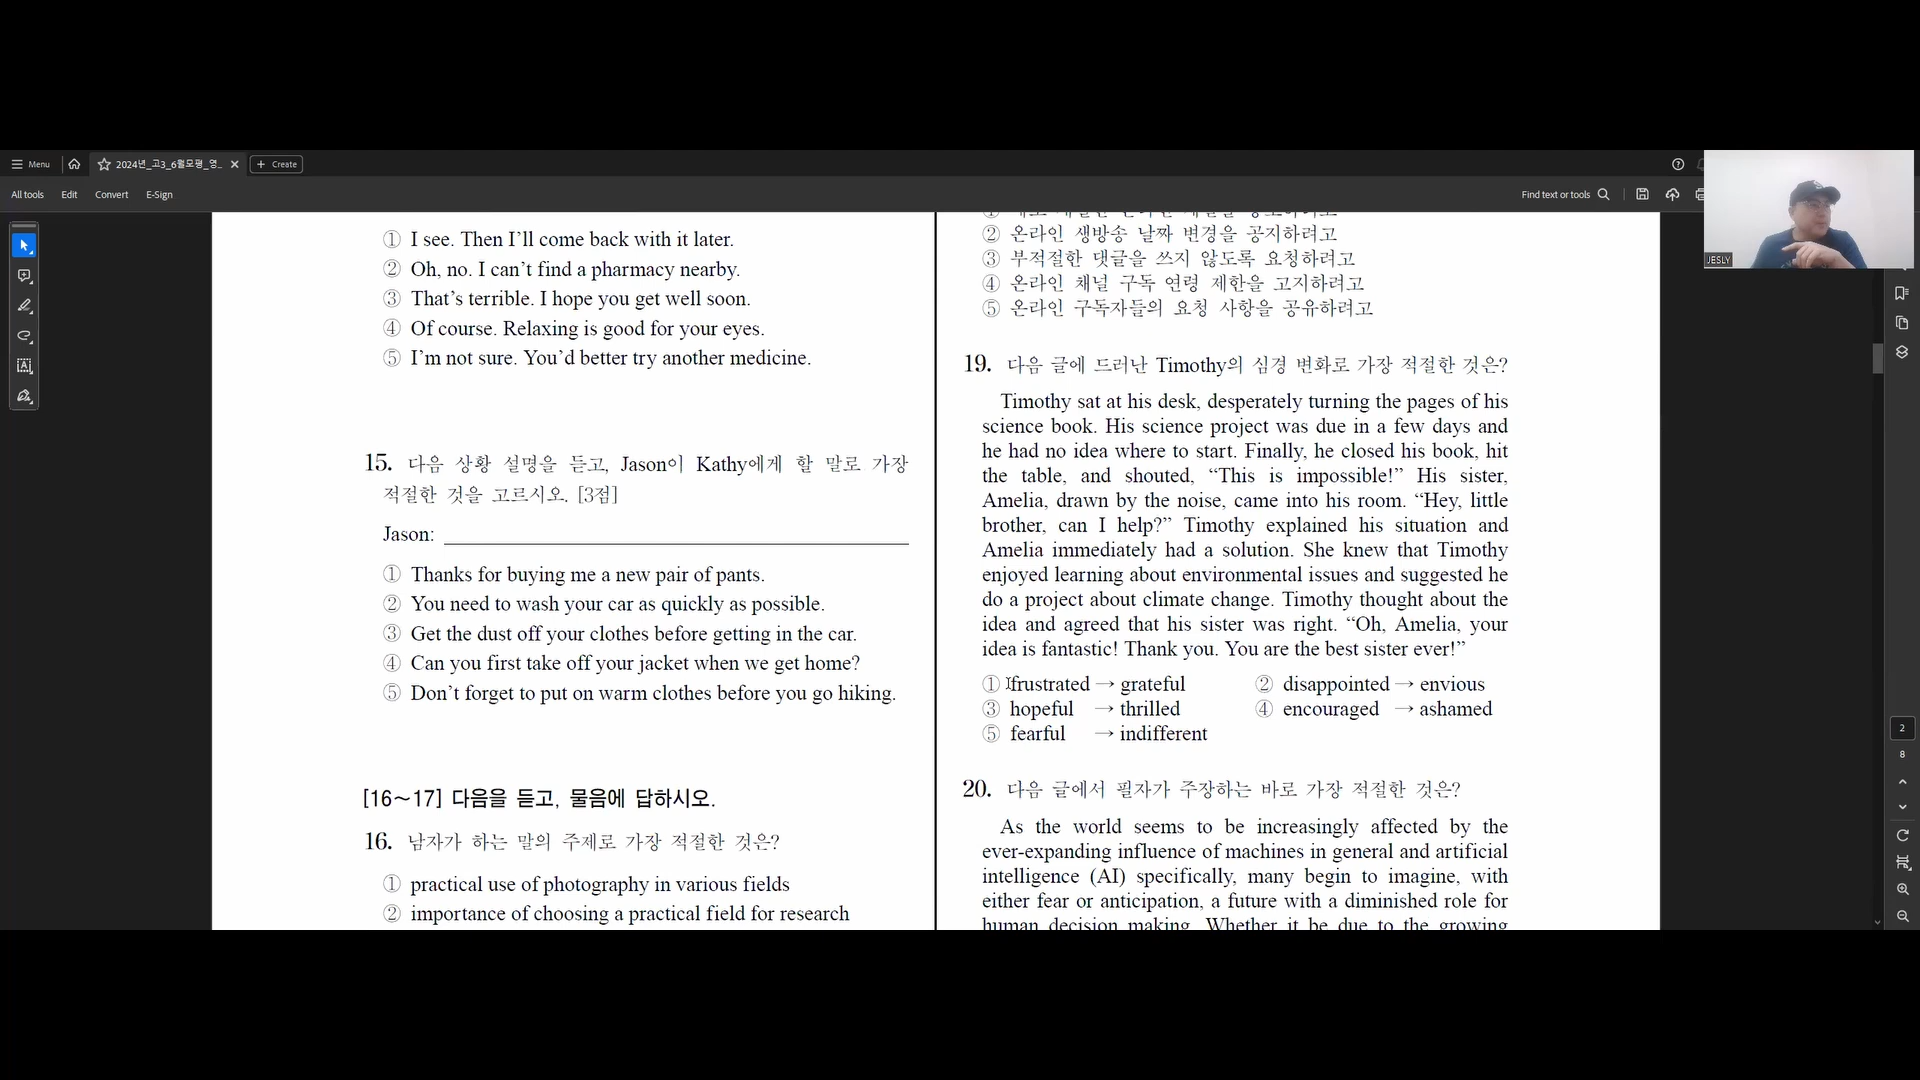 Menu
2024년_고3_6월모평_영...
Create
All tools
Edit
Convert
E-Sign
Find text or tools
JESLY
① I see. Then I'll come back with it later.
② Oh, no. I can't find a pharmacy nearby.
③ That's terrible. I hope you get well soon.
④ Of course. Relaxing is good for your eyes.
⑤ I'm not sure. You'd better try another medicine.
15. 다음 상황 설명을 듣고, Jason이 Kathy에게 할 말로 가장
적절한 것을 고르시오. [3점]
Jason:
① Thanks for buying me a new pair of pants.
② You need to wash your car as quickly as possible.
③ Get the dust off your clothes before getting in the car.
④ Can you first take off your jacket when we get home?
⑤ Don't forget to put on warm clothes before you go hiking.
[16～17] 다음을 듣고, 물음에 답하시오.
16. 남자가 하는 말의 주제로 가장 적절한 것은?
① practical use of photography in various fields
② importance of choosing a practical field for research
② 온라인 생방송 날짜 변경을 공지하려고
③ 부적절한 댓글을 쓰지 않도록 요청하려고
④ 온라인 채널 구독 연령 제한을 고지하려고
⑤ 온라인 구독자들의 요청 사항을 공유하려고
19. 다음 글에 드러난 Timothy의 심경 변화로 가장 적절한 것은?
Timothy sat at his desk, desperately turning the pages of his
science book. His science project was due in a few days and
he had no idea where to start. Finally, he closed his book, hit
the table, and shouted, “This is impossible!” His sister,
Amelia, drawn by the noise, came into his room. “Hey, little
brother, can I help?” Timothy explained his situation and
Amelia immediately had a solution. She knew that Timothy
enjoyed learning about environmental issues and suggested he
do a project about climate change. Timothy thought about the
idea and agreed that his sister was right. “Oh, Amelia, your
idea is fantastic! Thank you. You are the best sister ever!”
① frustrated → grateful ② disappointed → envious
③ hopeful → thrilled ④ encouraged → ashamed
⑤ fearful → indifferent
20. 다음 글에서 필자가 주장하는 바로 가장 적절한 것은?
As the world seems to be increasingly affected by the
ever-expanding influence of machines in general and artificial
intelligence (AI) specifically, many begin to imagine, with
either fear or anticipation, a future with a diminished role for
human decision making. Whether it be due to the growing
2
8